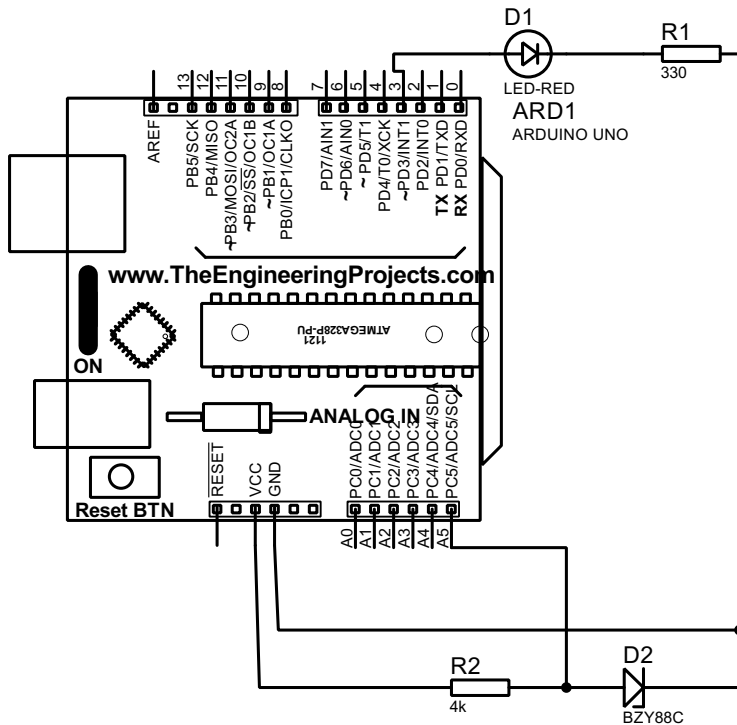 D1
R1
LED-RED
330
ARD1
ARDUINO UNO
13
12
11
10
9
8
7
6
5
4
3
2
1
0
AREF
PB5/SCK
PB4/MISO
~PB3/MOSI/OC2A
~PB2/SS/OC1B
~PB1/OC1A
PB0/ICP1/CLKO
PD7/AIN1
~PD6/AIN0
~PD5/T1
PD4/T0/XCK
~PD3/INT1
PD2/INT0
TX PD1/TXD
RX PD0/RXD
www.TheEngineeringProjects.com
ATMEGA328P-PU
1121
ON
ANALOG IN
Reset BTN
RESET
VCC
GND
PC0/ADC0
PC1/ADC1
PC2/ADC2
PC3/ADC3
PC4/ADC4/SDA
PC5/ADC5/SCL
A0
A1
A2
A3
A4
A5
R2
4k
D2
BZY88C